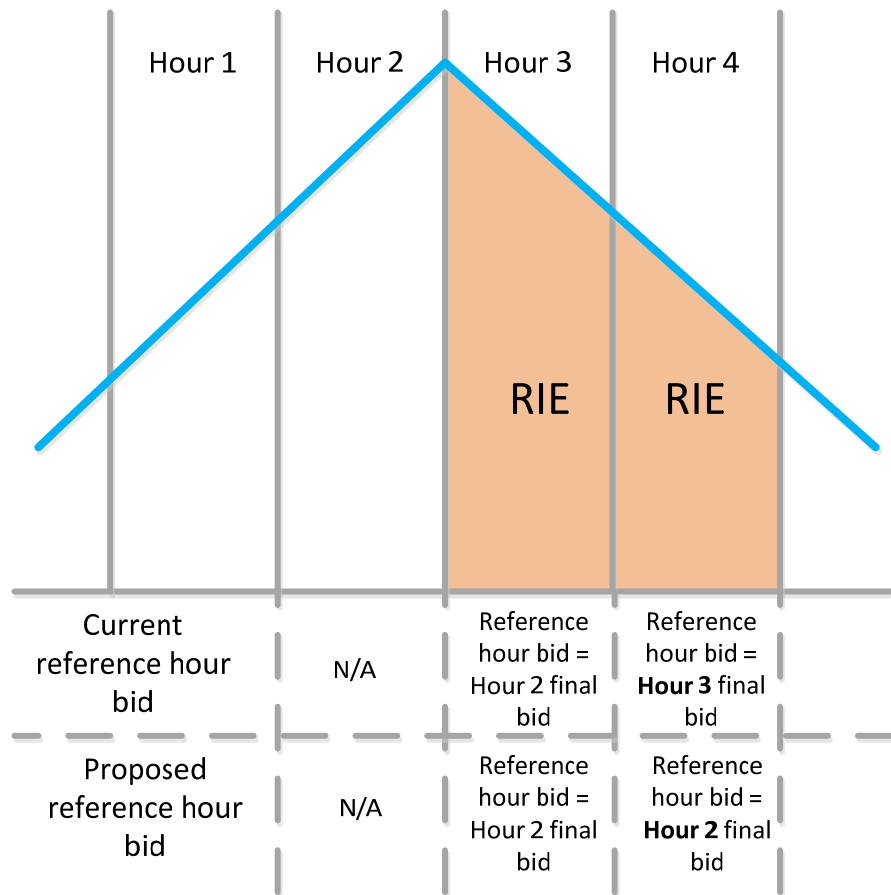 Hour 1
Hour 2
Hour 3
Hour 4
RIE
RIE
Current
reference hour
bid
N/A
Reference
hour bid =
Hour 2 final
bid
Reference
hour bid =
Hour 3 final
bid
Proposed
reference hour
bid
N/A
Reference
hour bid =
Hour 2 final
bid
Reference
hour bid =
Hour 2 final
bid